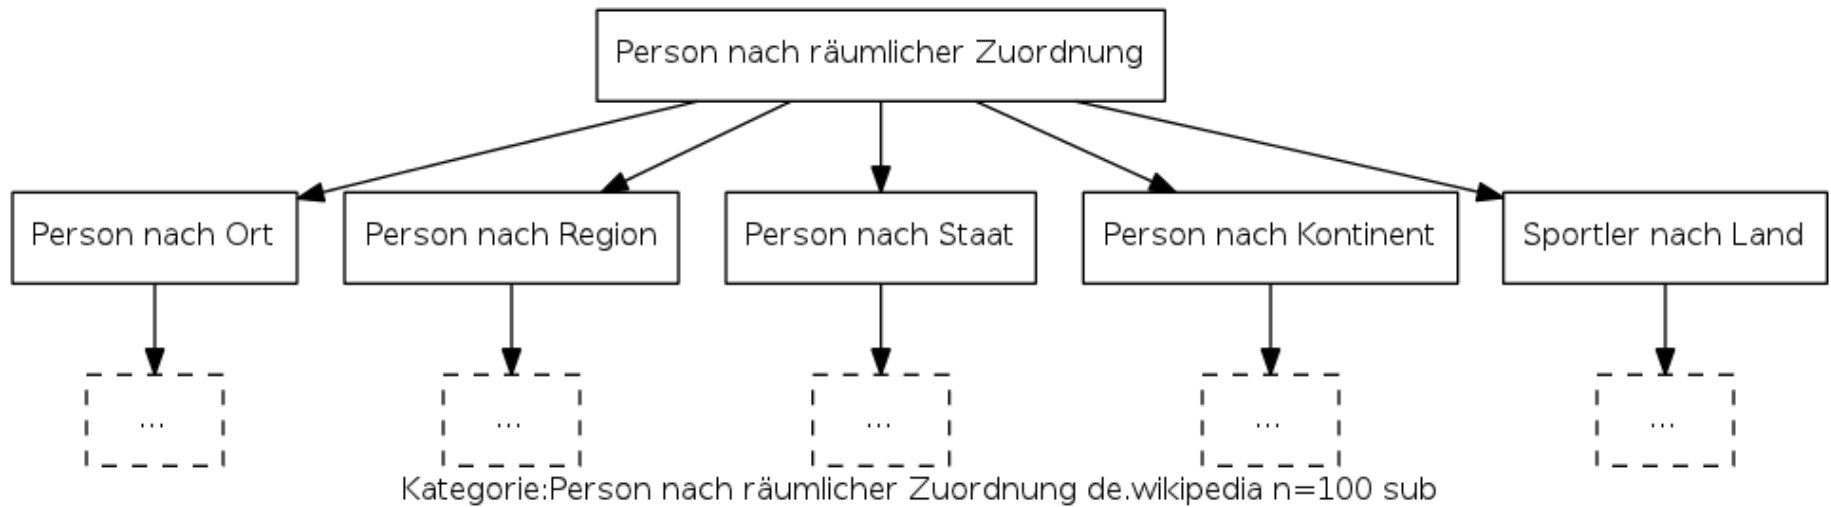 Person nach räumlicher Zuordnung
Person nach Ort
Person nach Region
Person nach Staat
Person nach Kontinent
Sportler nach Land
...
...
...
...
...
Kategorie:Person nach räumlicher Zuordnung de.wikipedia n=100 sub